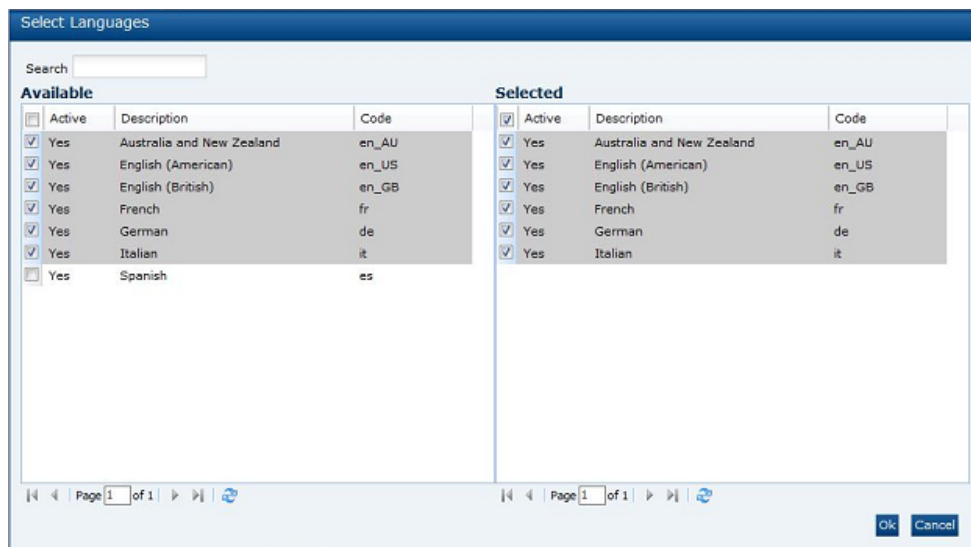 Select Languages
Search
Available
Active Description Code
Yes Australia and New Zealand en_AU
Yes English (American) en_US
Yes English (British) en_GB
Yes French fr
Yes German de
Yes Italian it
Yes Spanish es
Page 1 of 1
Selected
Active Description Code
Yes Australia and New Zealand en_AU
Yes English (American) en_US
Yes English (British) en_GB
Yes French fr
Yes German de
Yes Italian it
Page 1 of 1
Ok Cancel